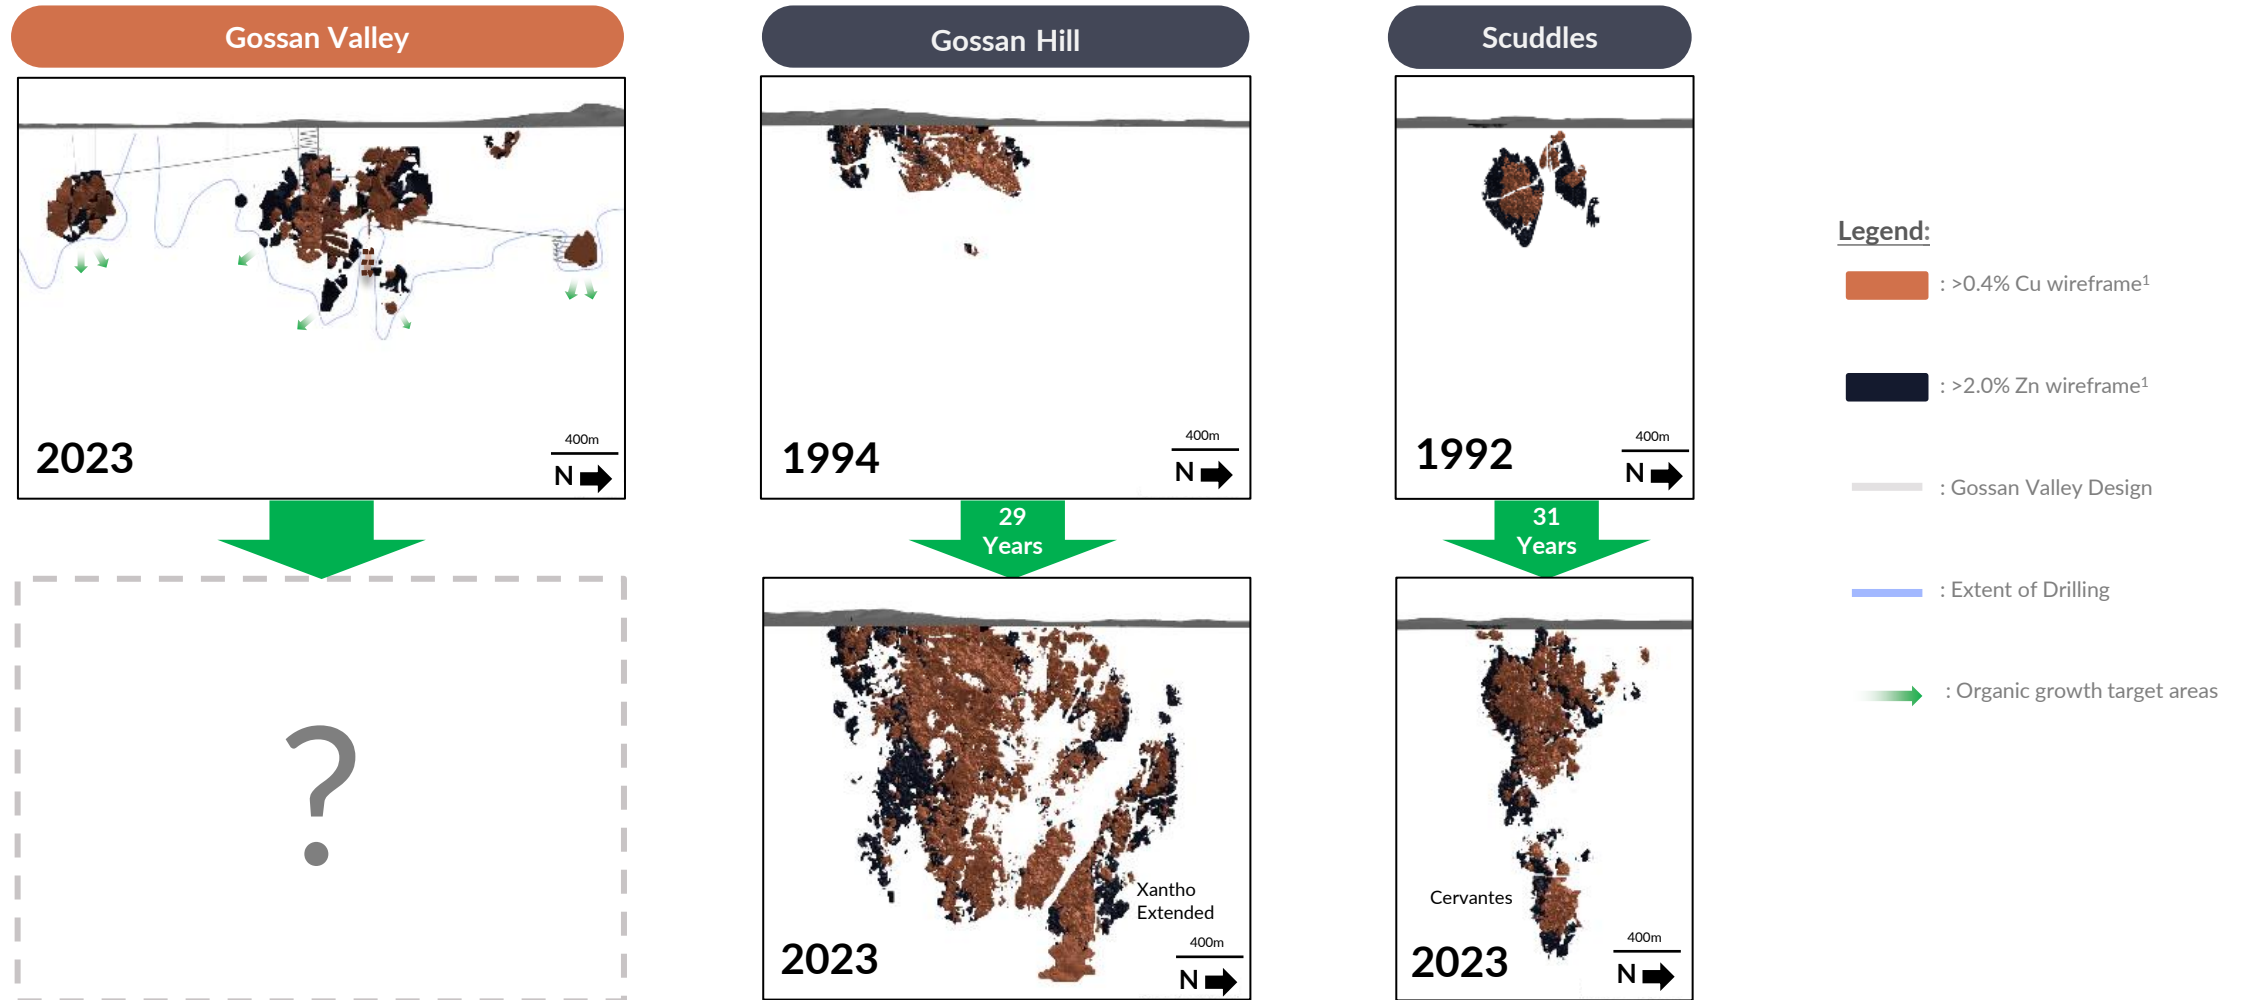 Gossan Valley
Gossan Hill
Scuddles
2023
400m
N
1994
400m
N
1992
400m
N
29
Years
31
Years
?
Xantho
Extended
2023
400m
N
Cervantes
2023
400m
N
Legend:
: >0.4% Cu wireframe¹
: >2.0% Zn wireframe¹
: Gossan Valley Design
: Extent of Drilling
: Organic growth target areas